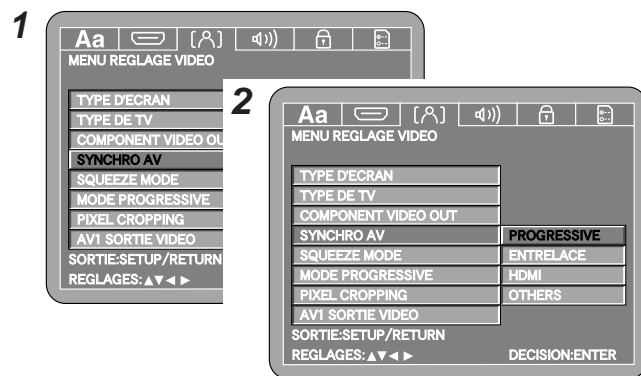 1
Aa
MENU REGLAGE VIDEO
TYPE D'ECRAN
TYPE DE TV
COMPONENT VIDEO OU
SYNCHRO AV
SQUEEZE MODE
MODE PROGRESSIVE
PIXEL CROPPING
AV1 SORTIE VIDEO
SORTIE:SETUP/RETURN
REGLAGES:▲▼◄ ►
2
Aa
MENU REGLAGE VIDEO
TYPE D'ECRAN
TYPE DE TV
COMPONENT VIDEO OUT
SYNCHRO AV PROGRESSIVE
SQUEEZE MODE ENTRELACE
MODE PROGRESSIVE HDMI
PIXEL CROPPING OTHERS
AV1 SORTIE VIDEO
SORTIE:SETUP/RETURN
REGLAGES:▲▼◄ ► DECISION:ENTER